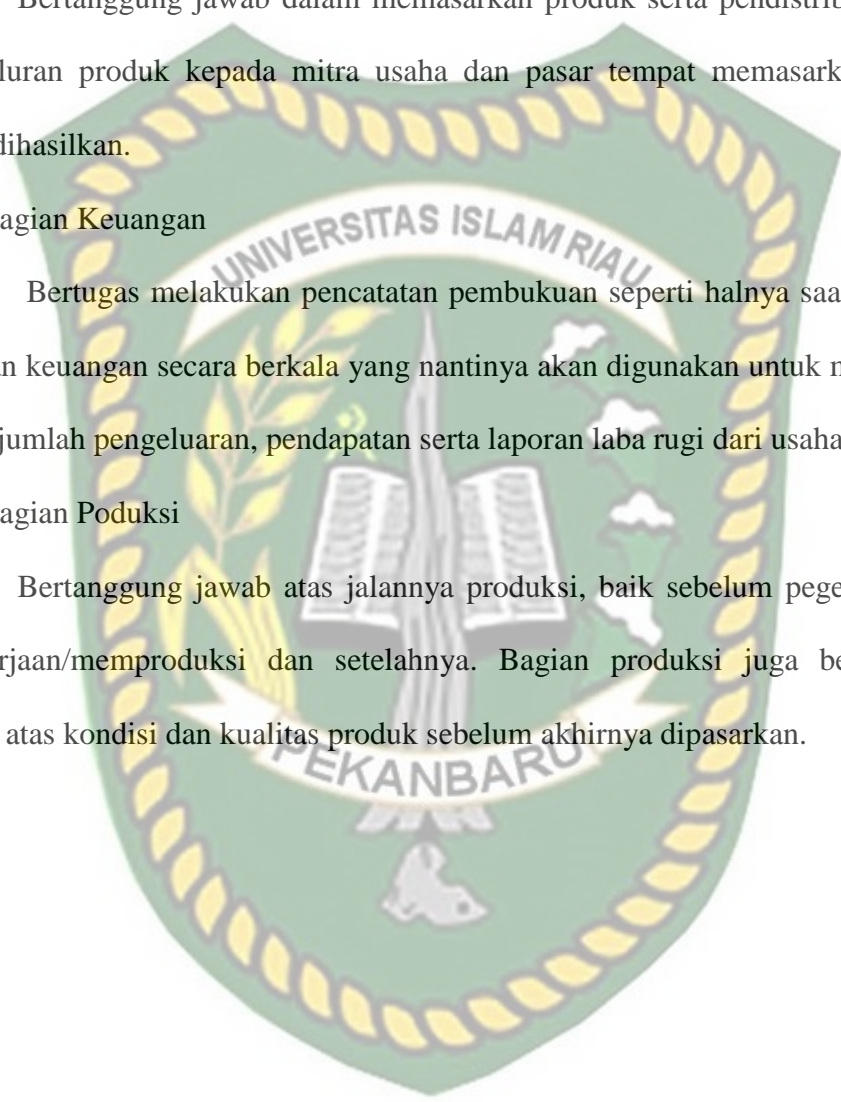 Bertanggung jawab dalam memasarkan produk serta pendistrib
luran produk kepada mitra usaha dan pasar tempat memasark
dihasilkan.
agian Keuangan
UNIVERSITAS ISLAM RIAU
Bertugas melakukan pencatatan pembukuan seperti halnya saa
n keuangan secara berkala yang nantinya akan digunakan untuk m
jumlah pengeluaran, pendapatan serta laporan laba rugi dari usaha
agian Poduksi
Bertanggung jawab atas jalannya produksi, baik sebelum pege
rjaan/memproduksi dan setelahnya. Bagian produksi juga be
atas kondisi dan kualitas produk sebelum akhirnya dipasarkan.
PEKANBARU